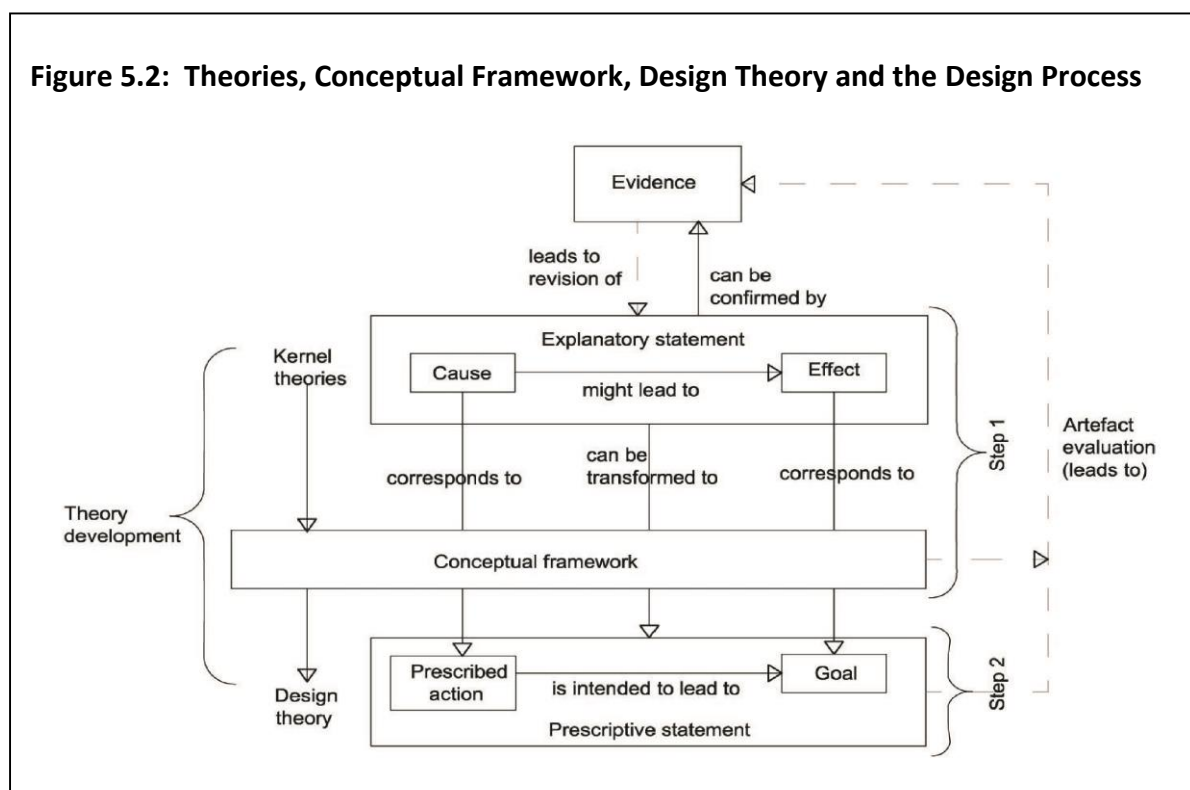 Figure 5.2: Theories, Conceptual Framework, Design Theory and the Design Process
Evidence
leads to
revision of
can be
confirmed by
Explanatory statement
Kernel
theories
Cause
might lead to
Effect
Step 1
Artefact
evaluation
(leads to)
corresponds to
can be
transformed to
corresponds to
Theory
development
Conceptual framework
Prescribed
action
is intended to lead to
Goal
Step 2
Design
theory
Prescriptive statement